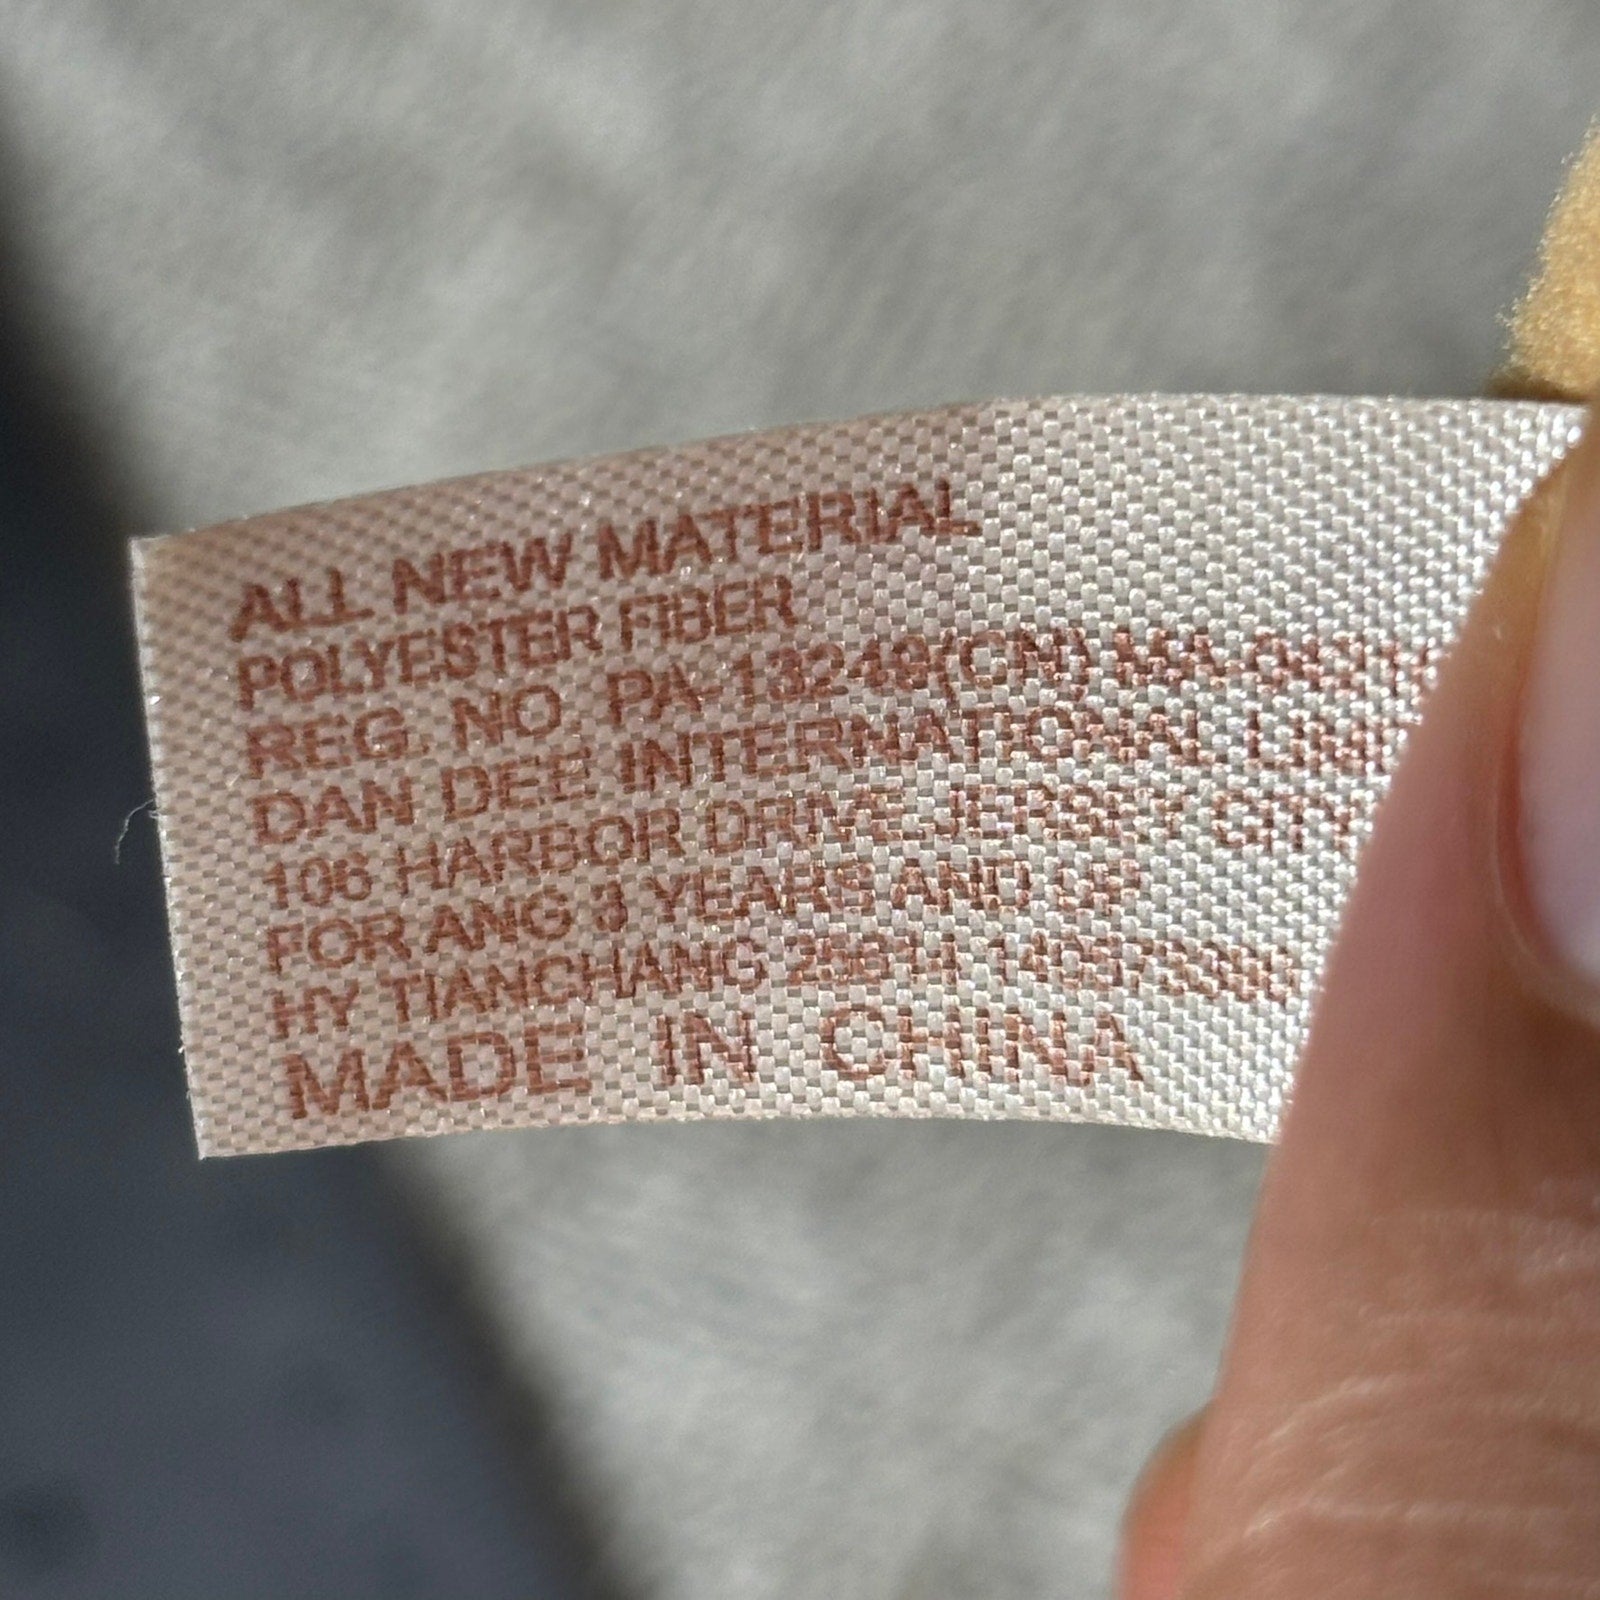 ALL NEW MATERIAL
POLYESTER FIBER
REG. NO. PA-13249(CN)
DAN DEE INTERNATIONAL
106 HARBOR DRIVE, JERSEY
FOR ANG 3 YEARS AND UP
HY TIANCHANG
MADE IN CHINA